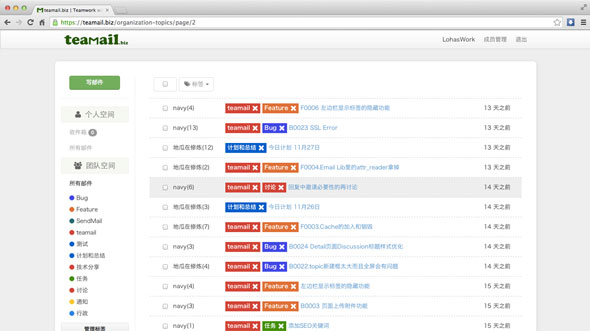 teamail.biz | Teamwork w
https://teamail.biz/organization-topics/page/2
teamail.biz
LohasWork 成员管理 退出
写邮件
标签
个人空间
收件箱
所有邮件
团队空间
所有邮件
Bug
Feature
SendMail
teamail
测试
计划和总结
技术分享
任务
讨论
通知
行政
管理标签
navy(4) teamail Feature F0006 左边栏显示标签的隐藏功能 13 天之前
navy(13) teamail Bug B0023 SSL Error 13 天之前
地瓜在修炼(12) 计划和总结 今日计划 11月27日 13 天之前
地瓜在修炼(2) teamail Feature F0004.Email Lib里的attr_reader拿掉 13 天之前
navy(6) teamail 讨论 回复中邀请必要性的再讨论 14 天之前
地瓜在修炼(3) 计划和总结 今日计划 11月26日 14 天之前
地瓜在修炼(7) teamail Feature F0003.Cache的加入和销毁 14 天之前
navy(3) teamail Bug B0024 Detail页面Discussion标题样式优化 14 天之前
地瓜在修炼(4) teamail Bug B0022.topic新建框太大而且全屏会有问题 14 天之前
navy(4) teamail Feature 左边栏显示标签的隐藏功能 15 天之前
navy(3) teamail Feature B0003 页面上传附件功能 15 天之前
navy(1) teamail 任务 添加SEO关键词 15 天之前